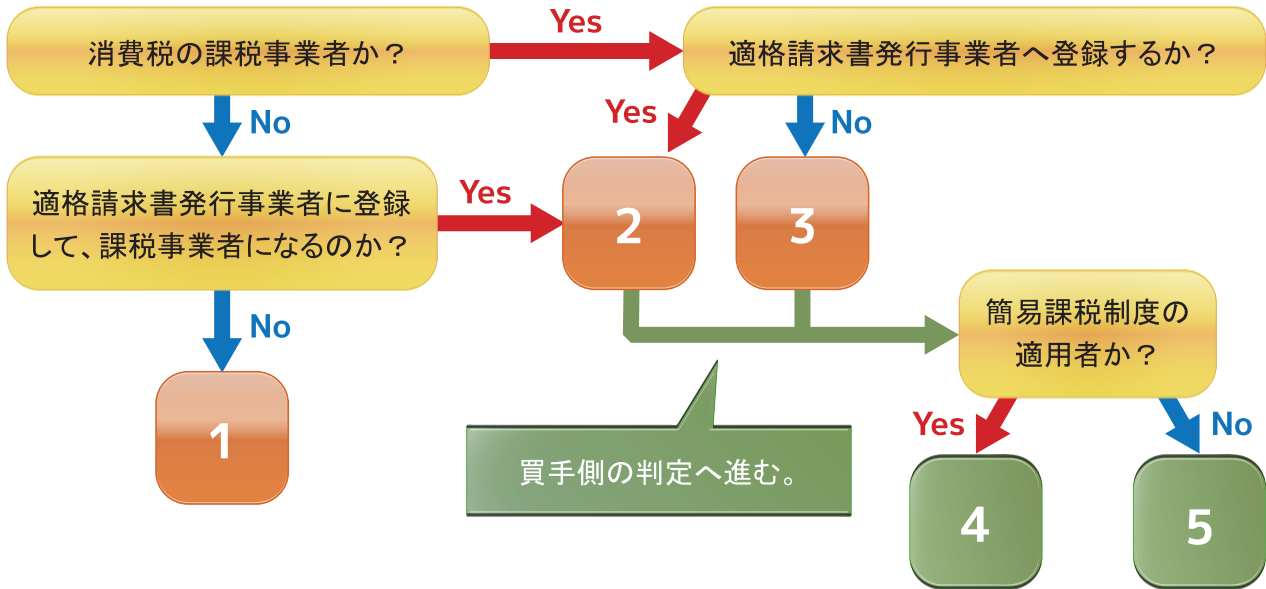 消費税の課税事業者か？
Yes
適格請求書発行事業者へ登録するか？
No
Yes
No
適格請求書発行事業者に登録
して、課税事業者になるのか？
Yes
2
3
No
1
簡易課税制度の
適用者か？
買手側の判定へ進む。
Yes
No
4
5